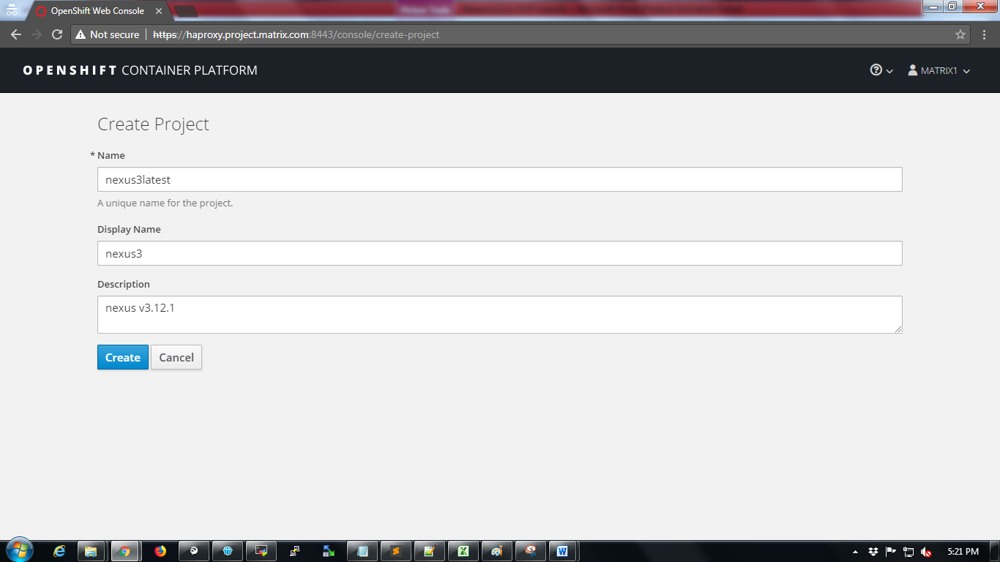 OpenShift Web Console
Not secure https://haproxy.project.matrix.com:8443/console/create-project
OPENSHIFT CONTAINER PLATFORM
MATRIX1
Create Project
* Name
nexus3latest
A unique name for the project.
Display Name
nexus3
Description
nexus v3.12.1
Create Cancel
5:21 PM